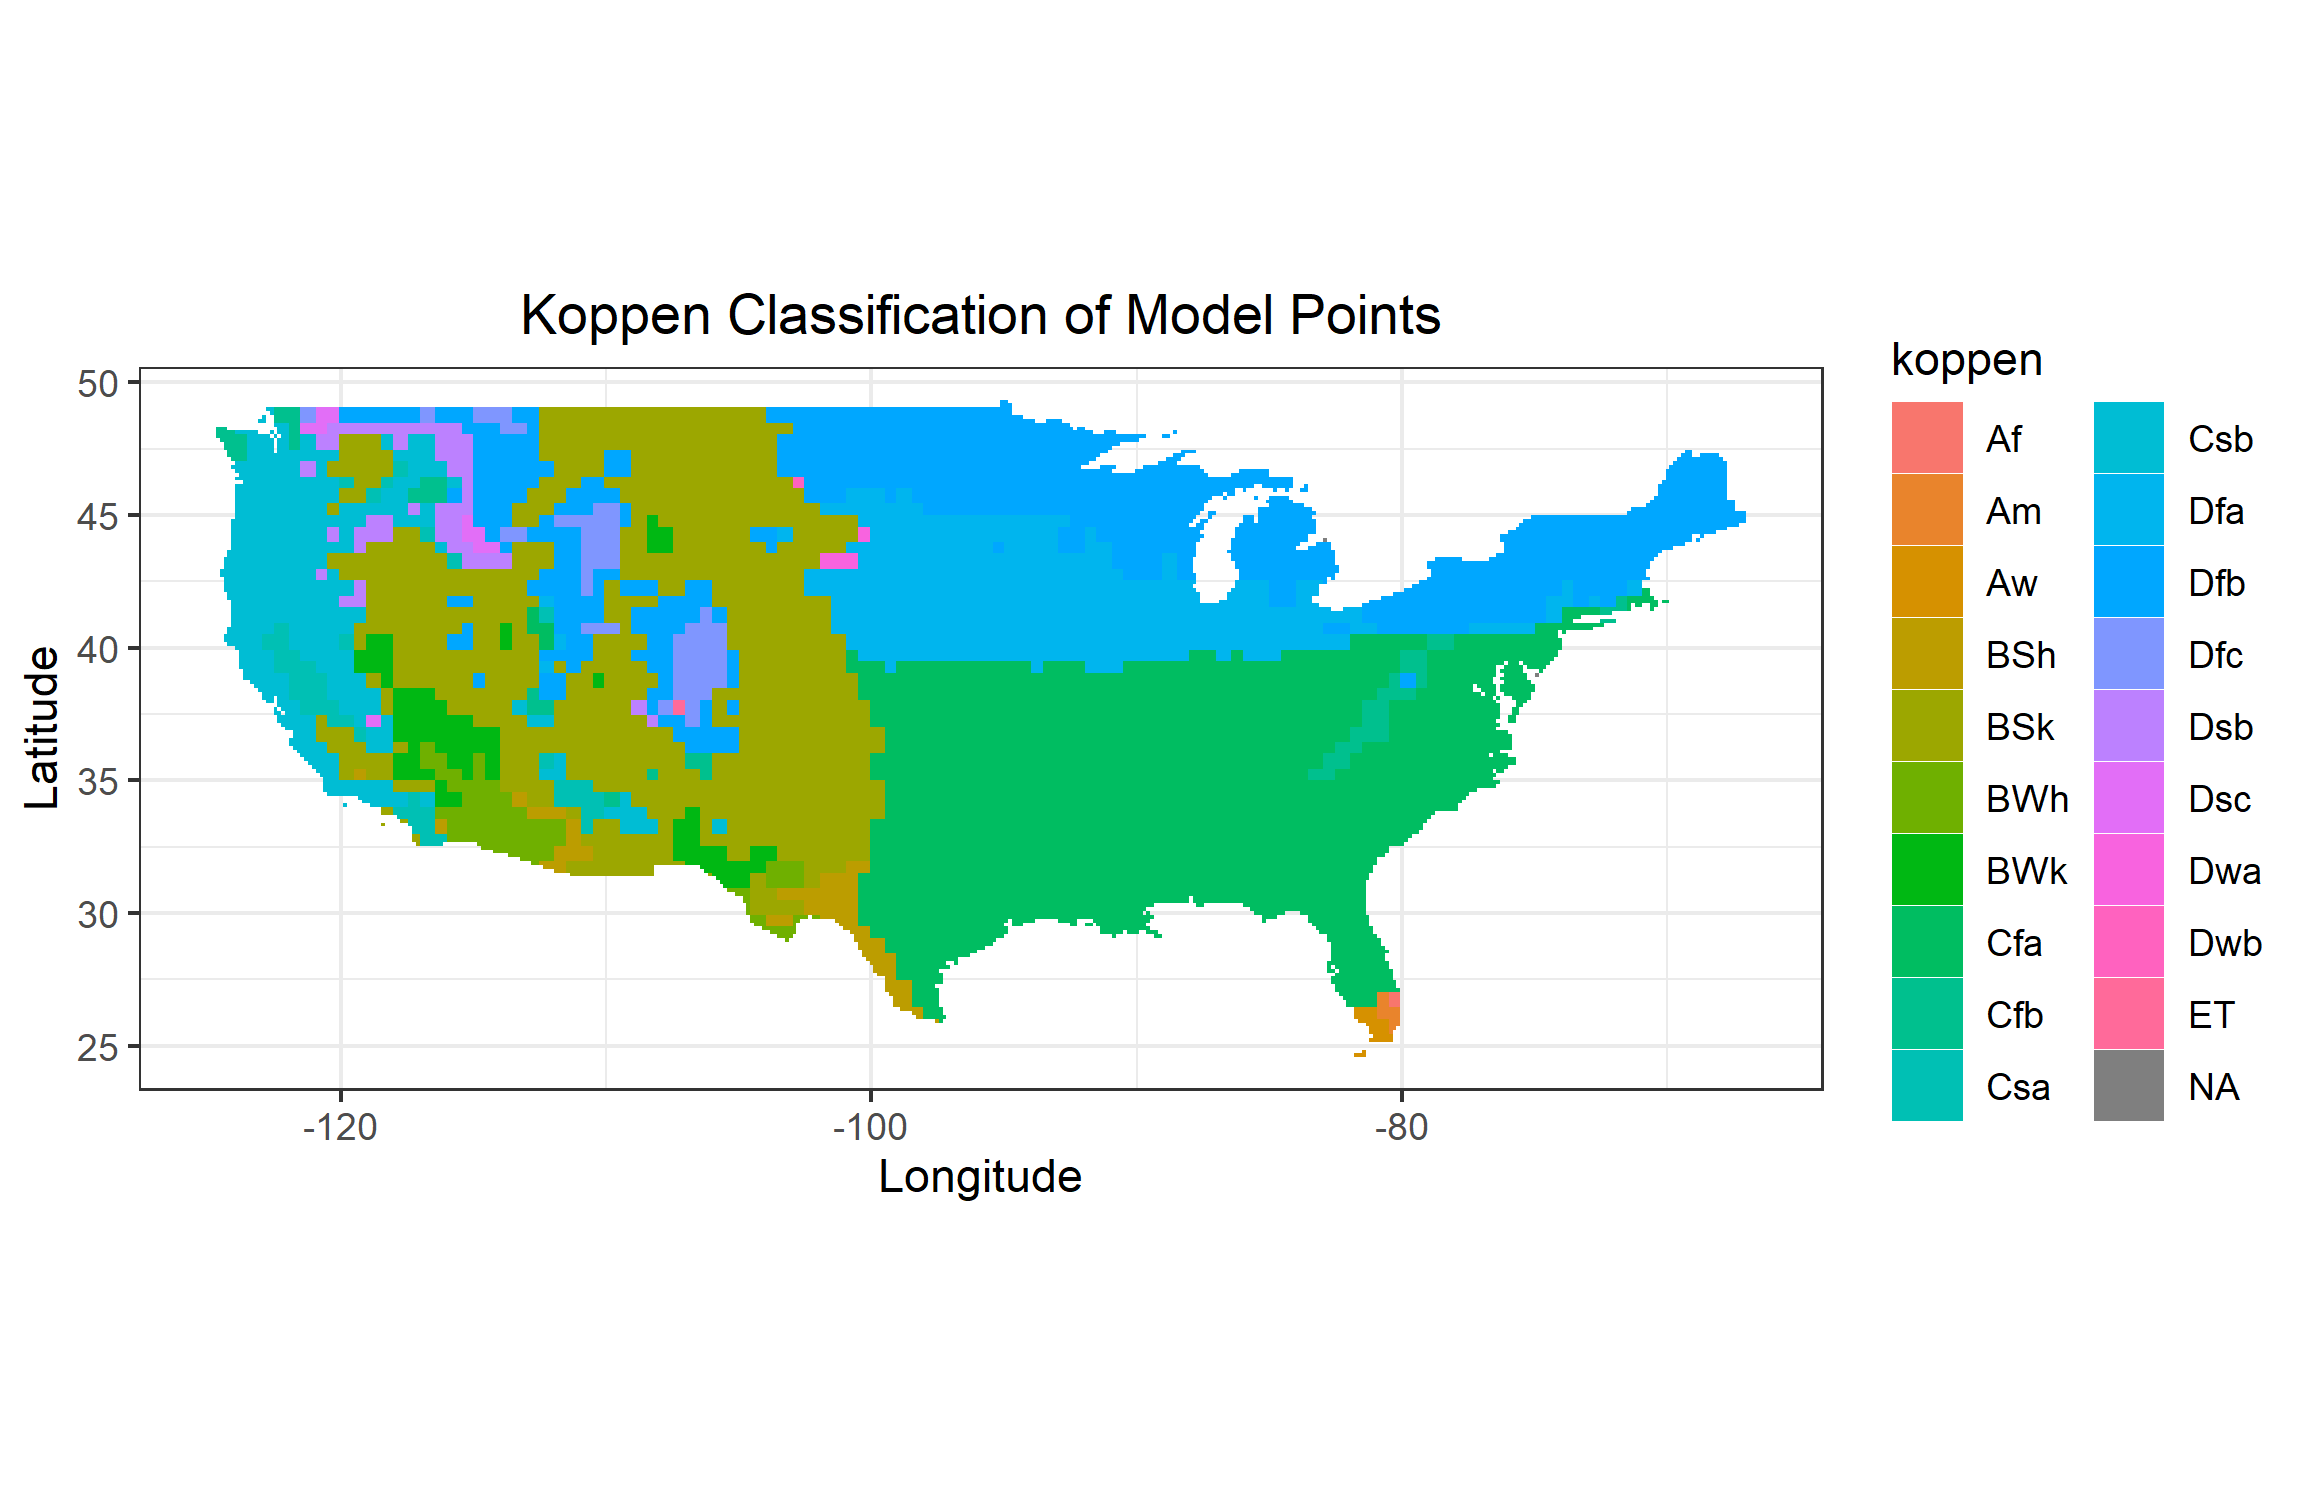 Koppen Classification of Model Points
50
45
40
35
30
25
Latitude
-120
-100
-80
Longitude
koppen
Af
Am
Aw
BSh
BSk
BWh
BWk
Cfa
Cfb
Csa
Csb
Dfa
Dfb
Dfc
Dsb
Dsc
Dwa
Dwb
ET
NA